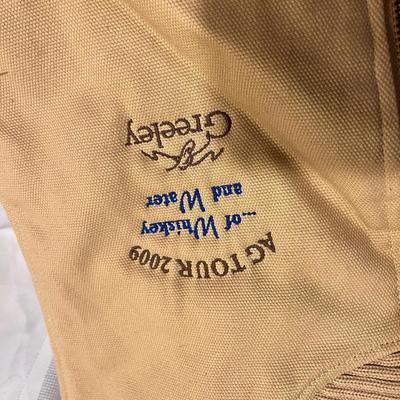 AG TOUR 2009
...of Whiskey
and Water
Greeley